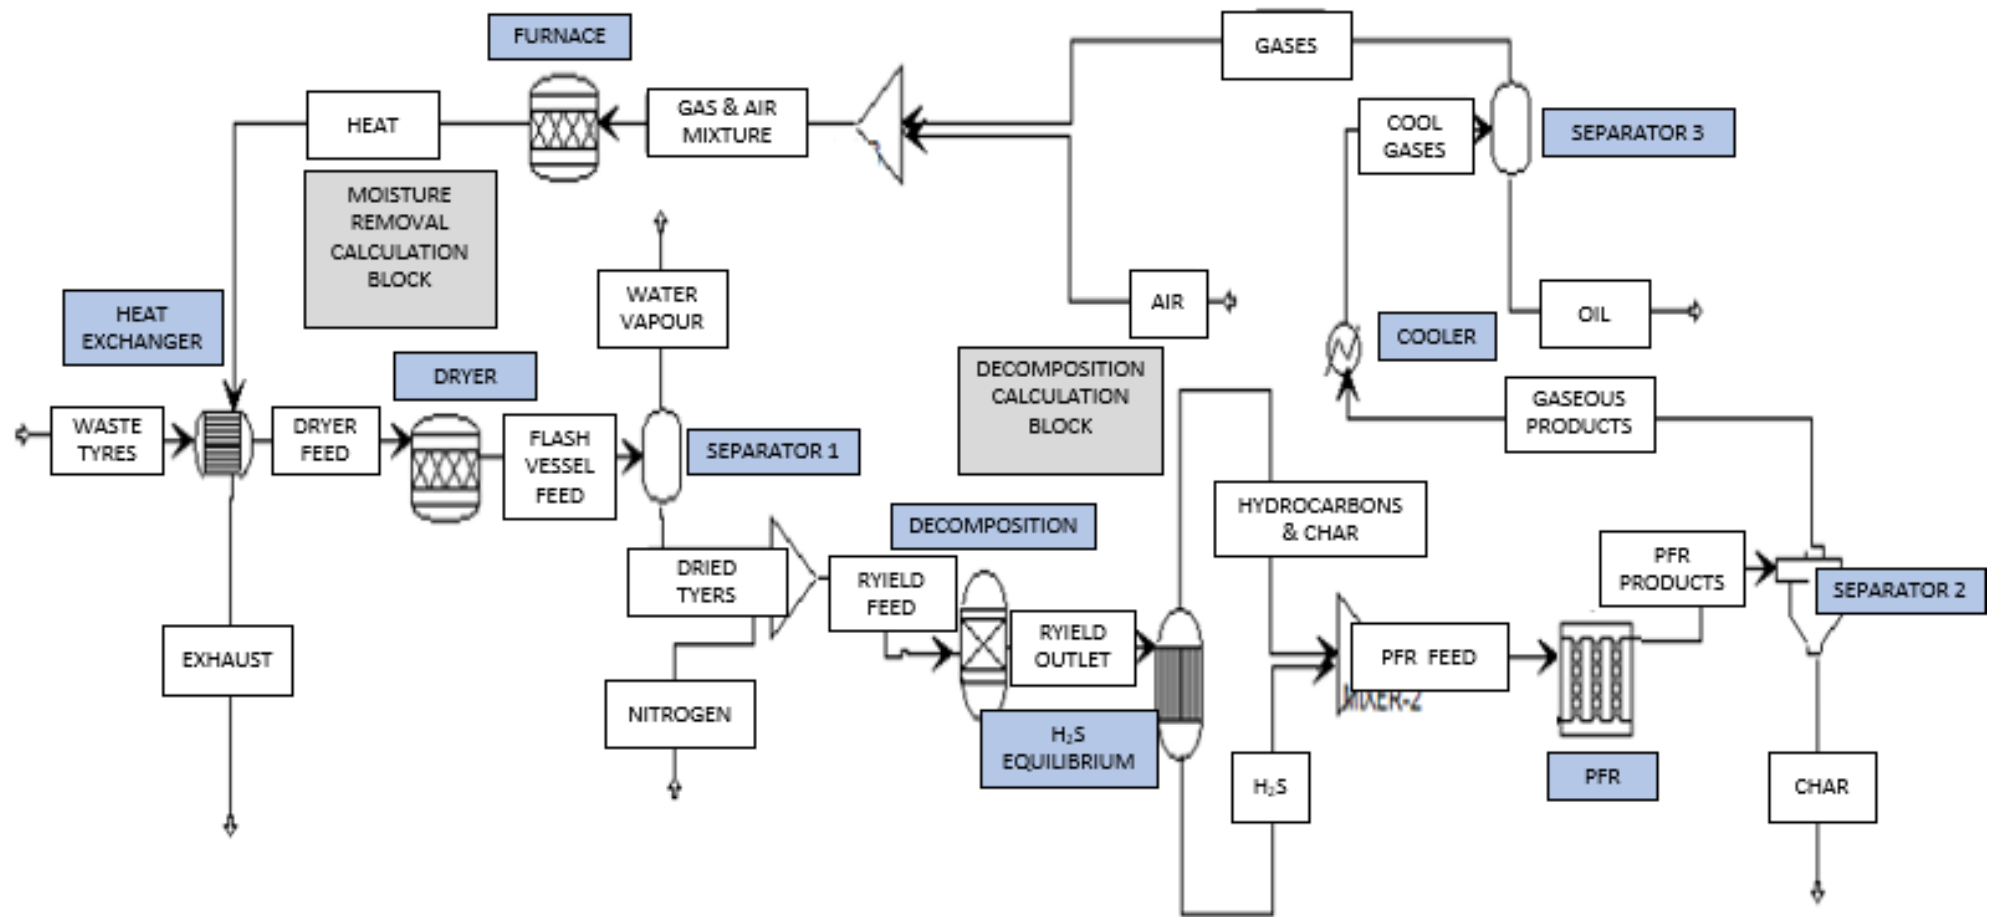 GASES
FURNACE
HEAT
GAS & AIR
MIXTURE
COOL
GASES
SEPARATOR 3
MOISTURE
REMOVAL
CALCULATION
BLOCK
WATER
VAPOUR
AIR
OIL
HEAT
EXCHANGER
COOLER
DRYER
DECOMPOSITION
CALCULATION
BLOCK
GASEOUS
PRODUCTS
WASTE
TYRES
DRYER
FEED
FLASH
VESSEL
FEED
SEPARATOR 1
HYDROCARBONS
& CHAR
DECOMPOSITION
DRIED
TYERS
RYIELD
FEED
RYIELD
OUTLET
PFR
PRODUCTS
SEPARATOR 2
EXHAUST
PFR FEED
MIXER-2
NITROGEN
H₂S
EQUILIBRIUM
H₂S
PFR
CHAR